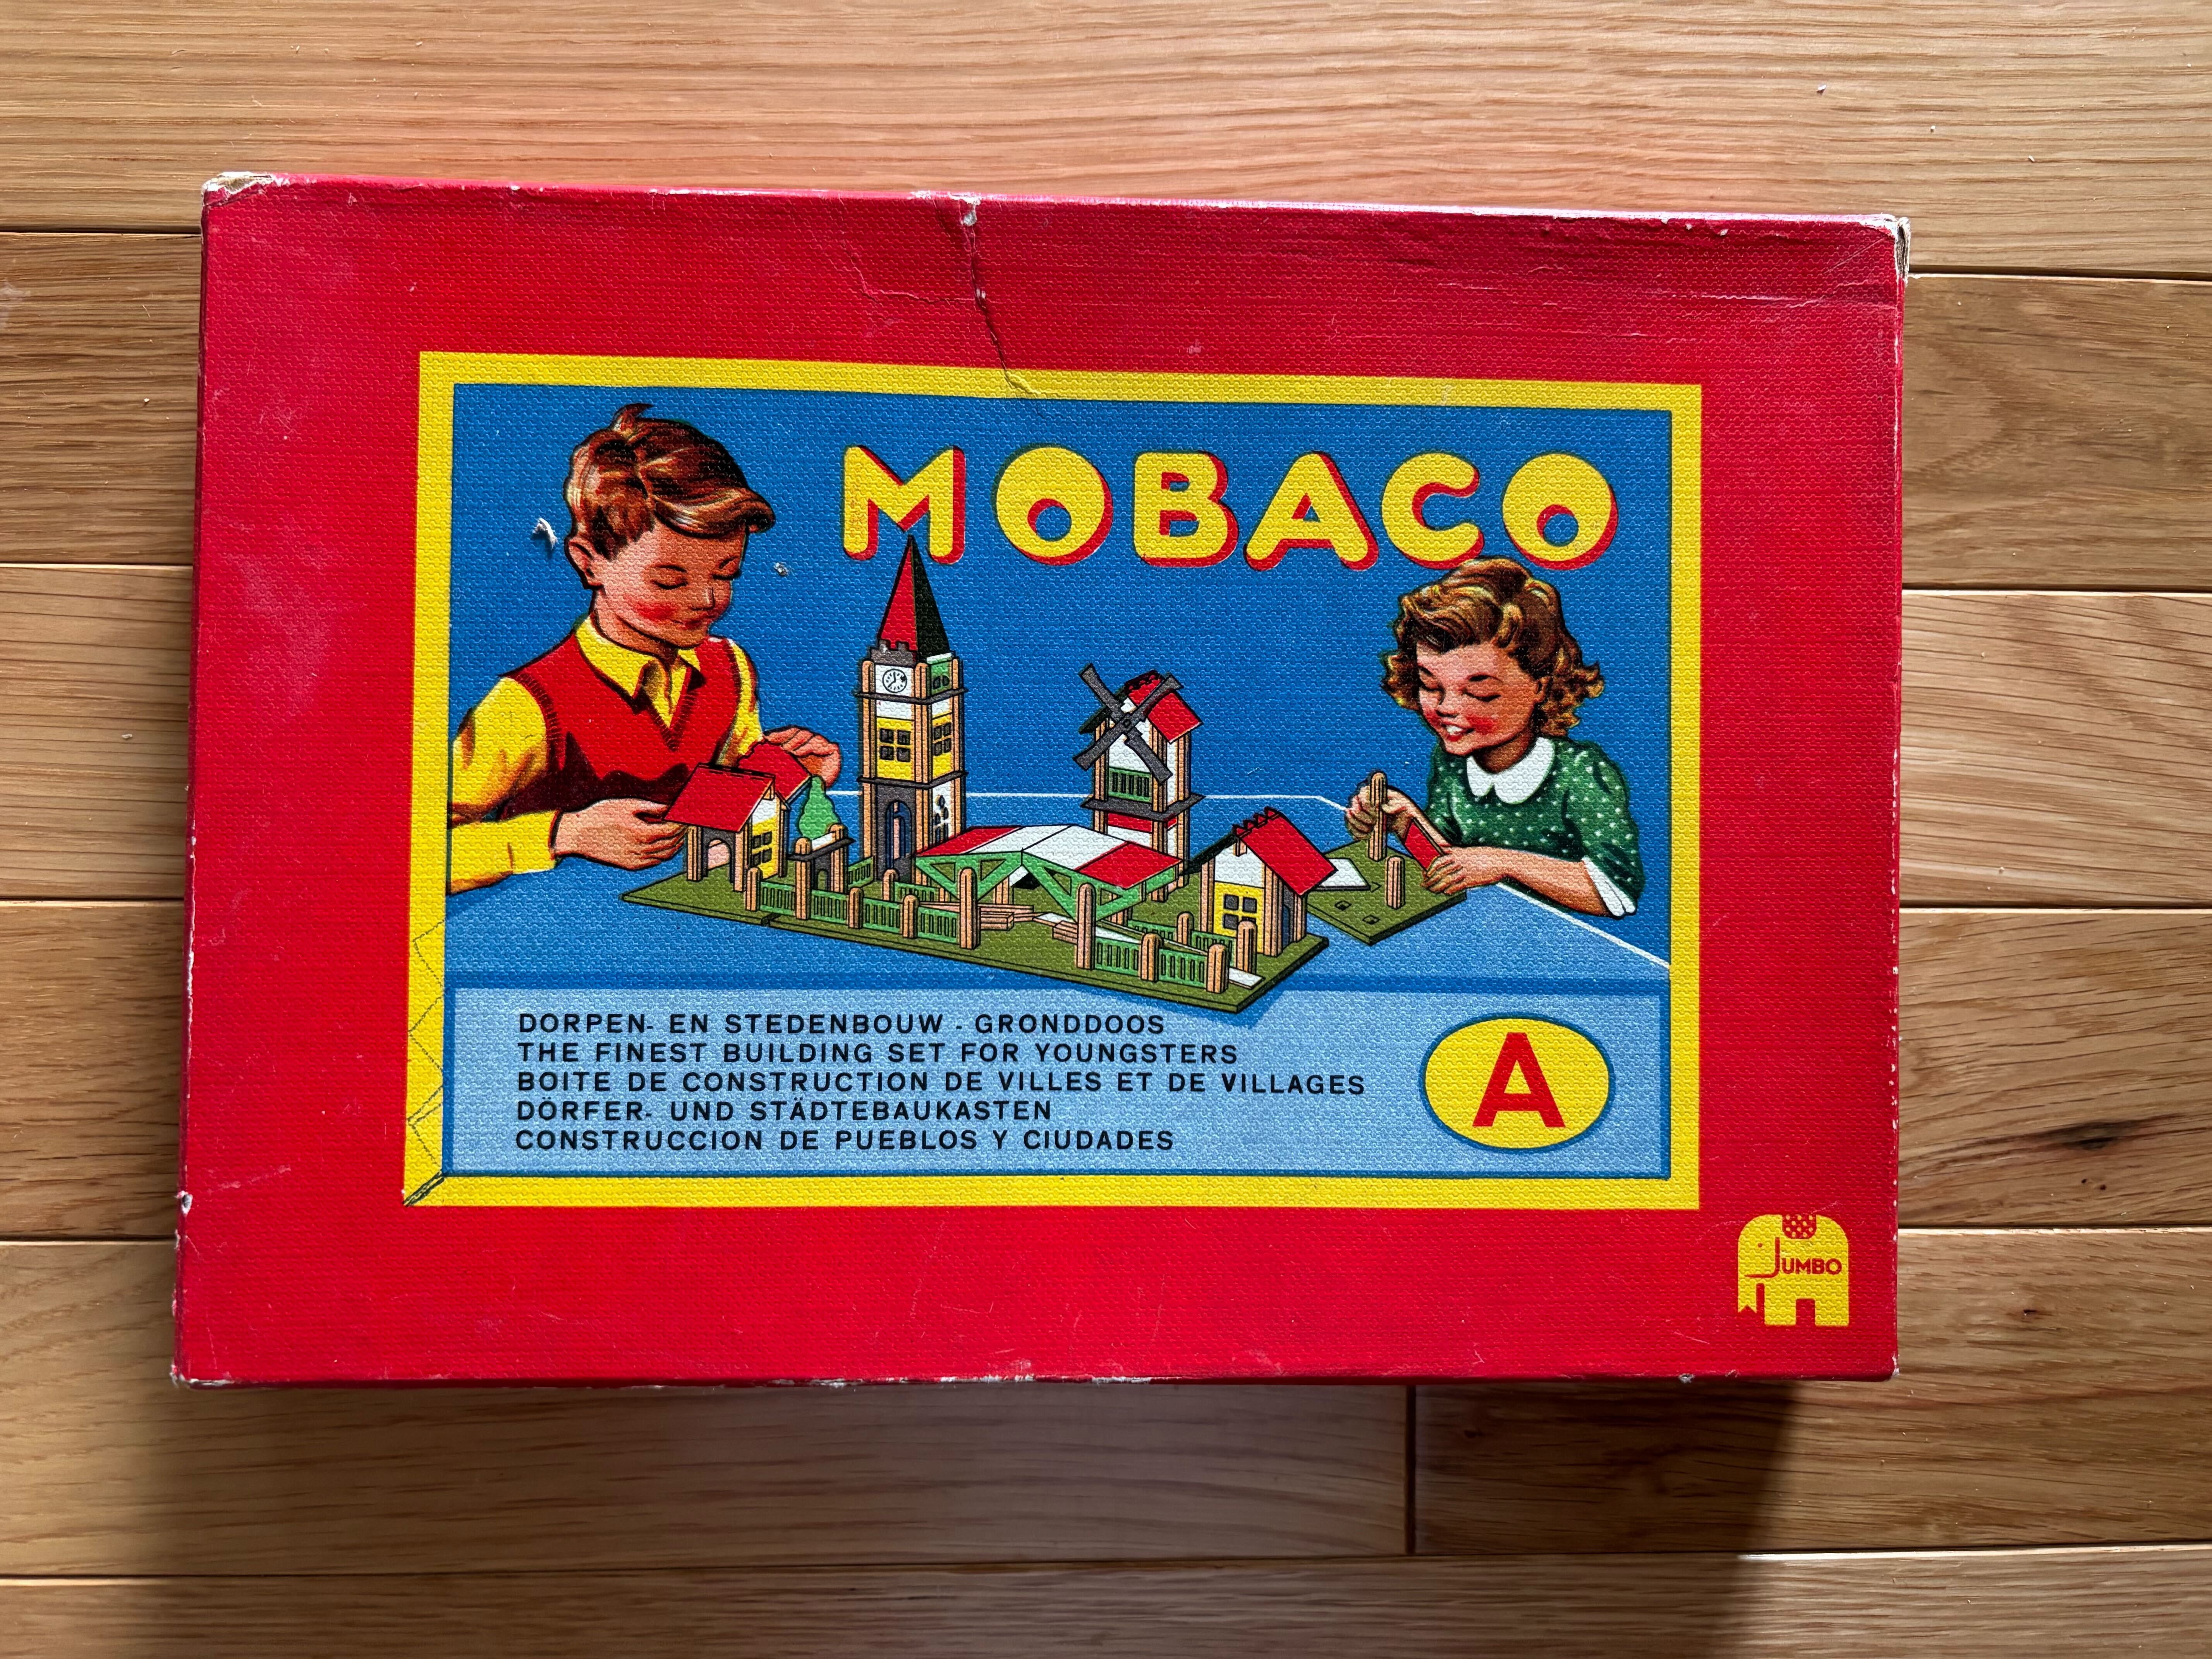 MOBACO
DORPEN- EN STEDENBOUW - GRONDDOOS
THE FINEST BUILDING SET FOR YOUNGSTERS
BOITE DE CONSTRUCTION DE VILLES ET DE VILLAGES
DÖRFER- UND STÄDTEBAUKASTEN
CONSTRUCCION DE PUEBLOS Y CIUDADES
A
JUMBO